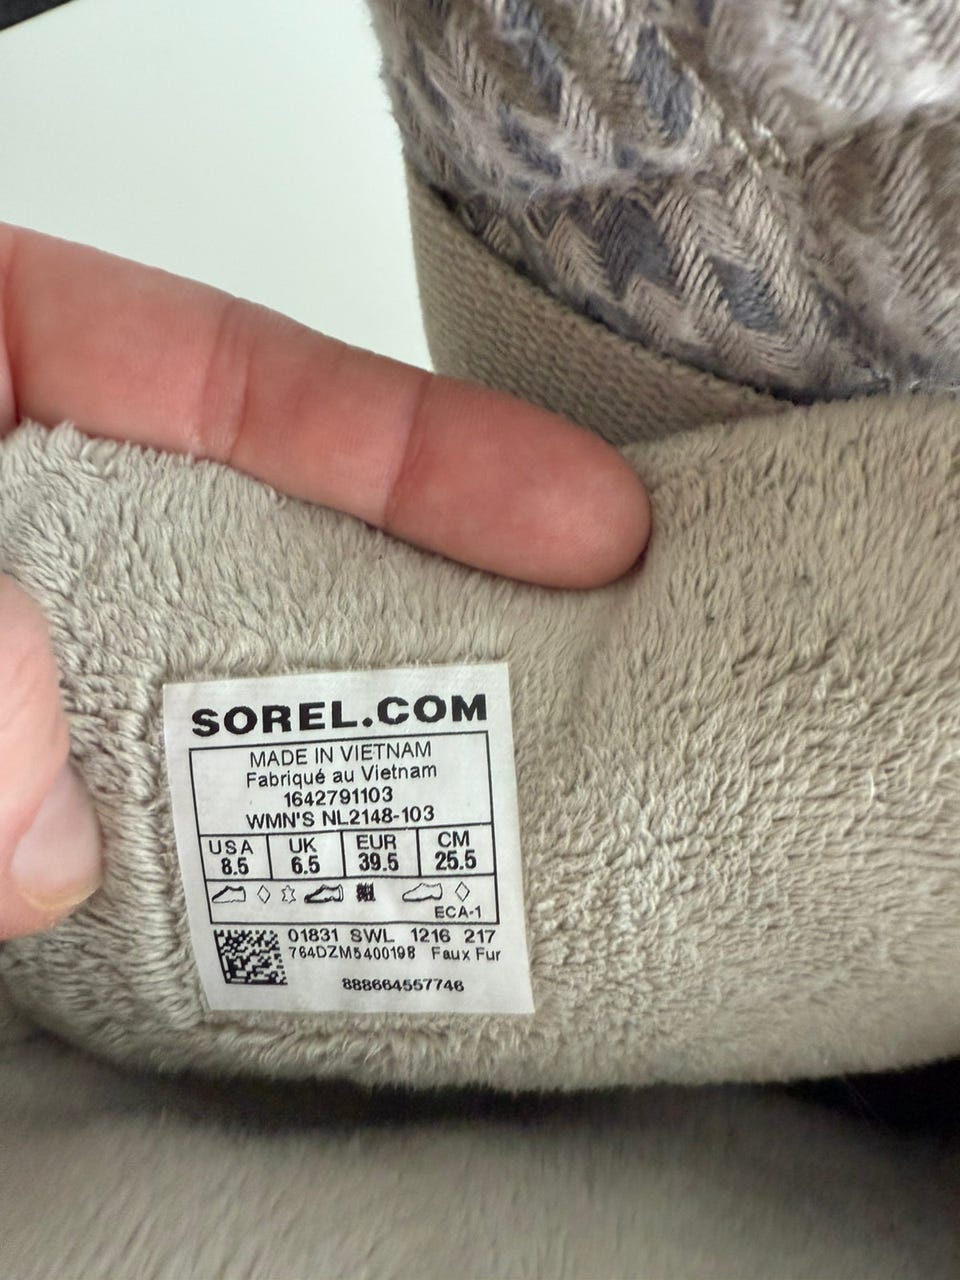 SOREL.COM
MADE IN VIETNAM
Fabriqué au Vietnam
1642791103
WMN'S NL2148-103
USA UK EUR CM
8.5 6.5 39.5 25.5
ECA-1
01831 SWL 1216 217
764DZM5400198 Faux Fur
888664557746